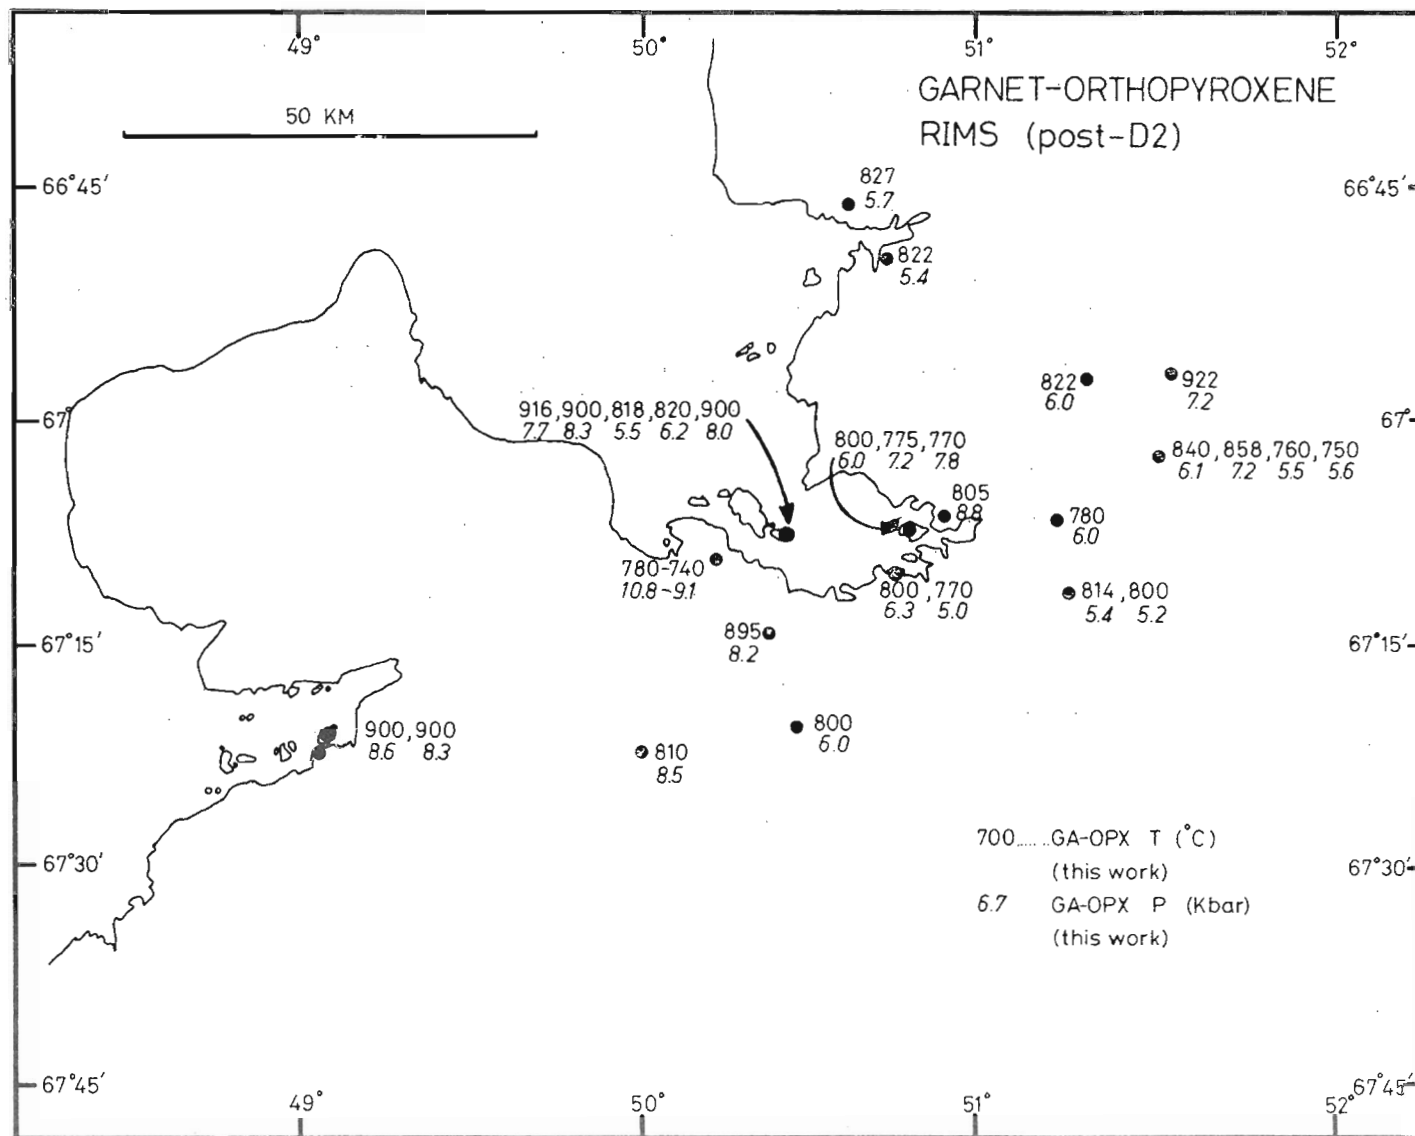 49° 50° 51° 52°
GARNET-ORTHOPYROXENE
RIMS (post-D2)
50 KM
66°45′ 66°45′
827
5.7
822
5.4
822
6.0
922
7.2
67° 67°
916,900,818,820,900
7.7 8.3 5.5 6.2 8.0
800,775,770
6.0 7.2 7.8
840,858,760,750
6.1 7.2 5.5 5.6
805
8.8
780
6.0
780-740
10.8-9.1
800,770
6.3 5.0
814,800
5.4 5.2
895
8.2
67°15′ 67°15′
900,900
8.6 8.3
800
6.0
810
8.5
700......GA-OPX T (°C)
(this work)
6.7 GA-OPX P (Kbar)
(this work)
67°30′ 67°30′
67°45′ 67°45′
49° 50° 51° 52°